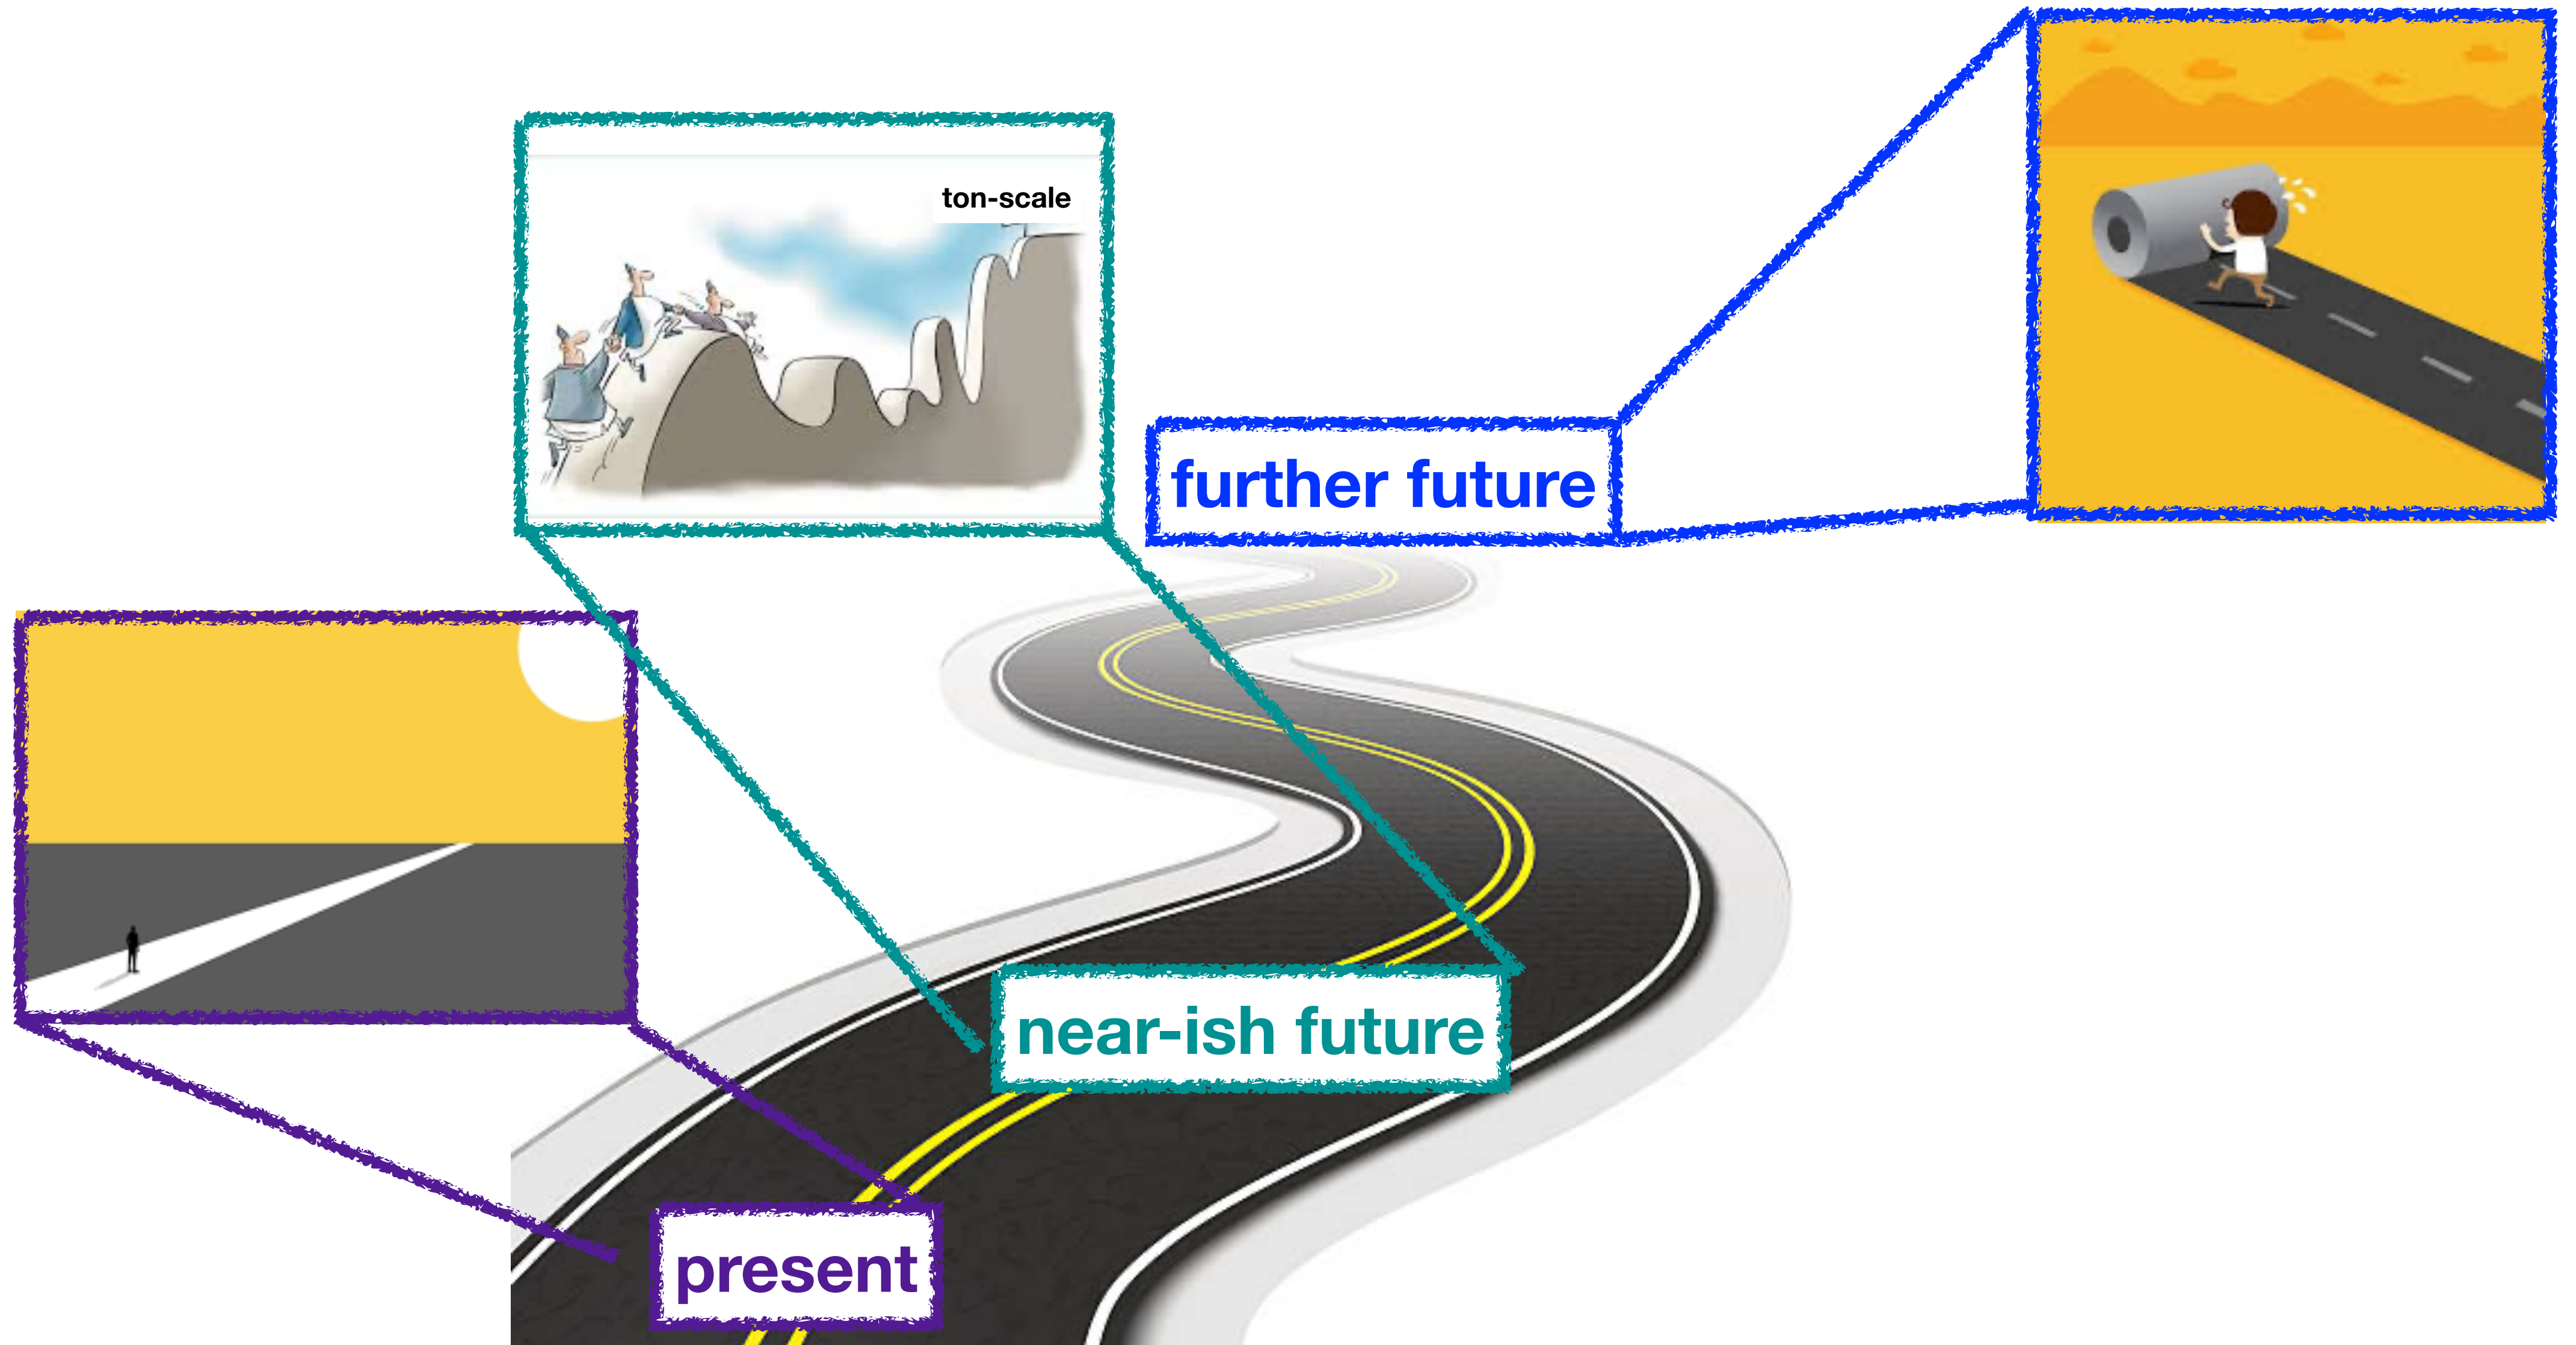 ton-scale
further future
near-ish future
present